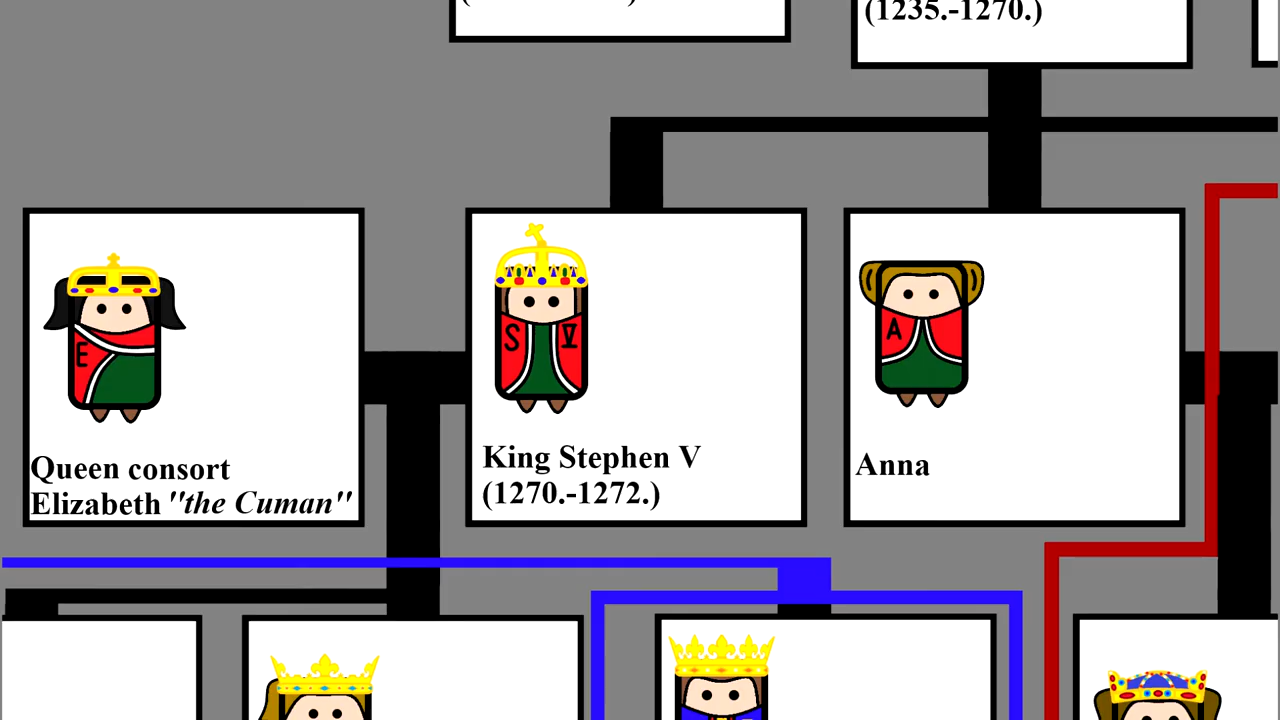 (1235.-1270.)
E
S V
A
Queen consort
Elizabeth "the Cuman"
King Stephen V
(1270.-1272.)
Anna